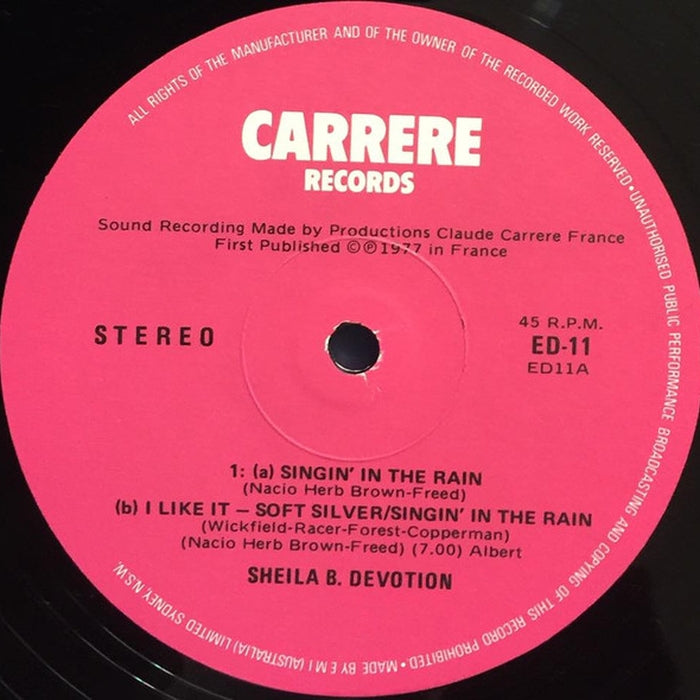 ALL RIGHTS OF THE MANUFACTURER AND OF THE OWNER OF THE RECORDED WORK RESERVED • UNAUTHORISED PUBLIC PERFORMANCE BROADCASTING AND COPYING OF THIS RECORD PROHIBITED • MADE BY E M I (AUSTRALIA) LIMITED SYDNEY, N.S.W.
CARRERE
RECORDS
Sound Recording Made by Productions Claude Carrere France
First Published ©℗1977 in France
STEREO
45 R.P.M.
ED-11
ED11A
1: (a) SINGIN' IN THE RAIN
(Nacio Herb Brown-Freed)
(b) I LIKE IT – SOFT SILVER/SINGIN' IN THE RAIN
(Wickfield-Racer-Forest-Copperman)
(Nacio Herb Brown-Freed) (7.00) Albert
SHEILA B. DEVOTION